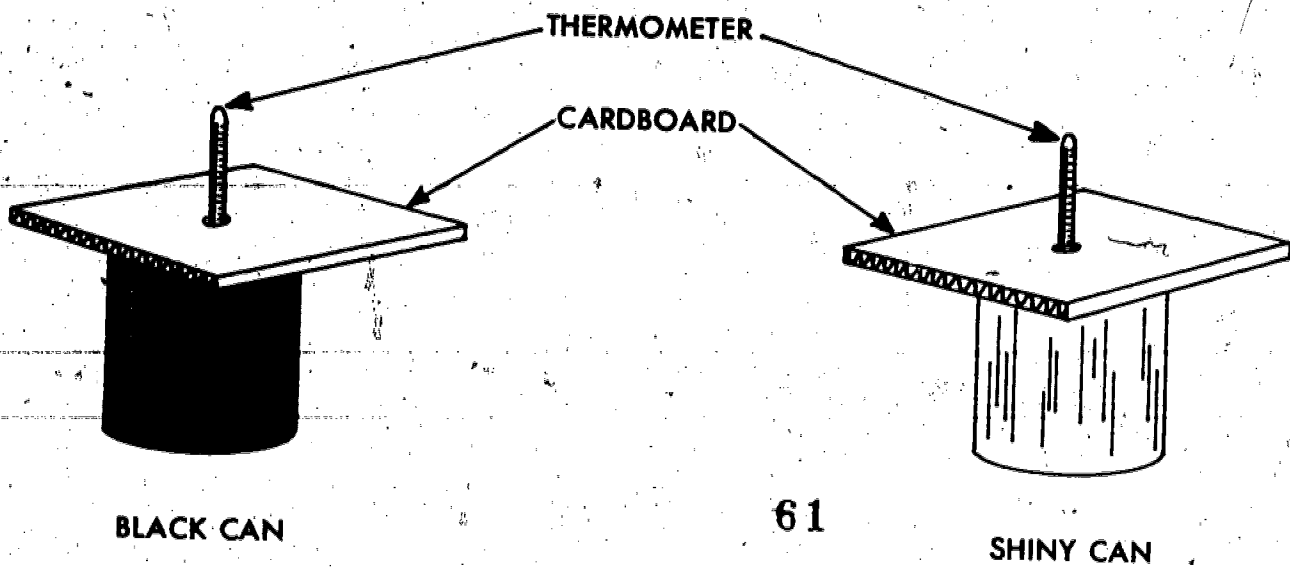 THERMOMETER
CARDBOARD
BLACK CAN
61
SHINY CAN